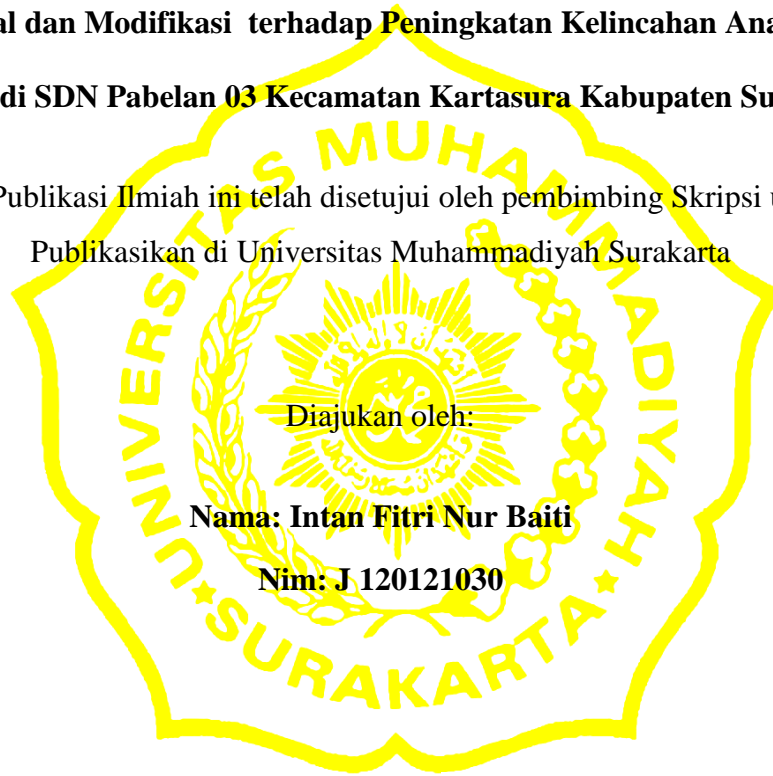 al dan Modifikasi terhadap Peningkatan Kelincahan Ana
di SDN Pabelan 03 Kecamatan Kartasura Kabupaten Su
Publikasi Ilmiah ini telah disetujui oleh pembimbing Skripsi u
Publikasikan di Universitas Muhammadiyah Surakarta
Diajukan oleh:
Nama: Intan Fitri Nur Baiti
Nim: J 120121030
UNIVERSITAS MUHAMMADIYAH
SURAKARTA